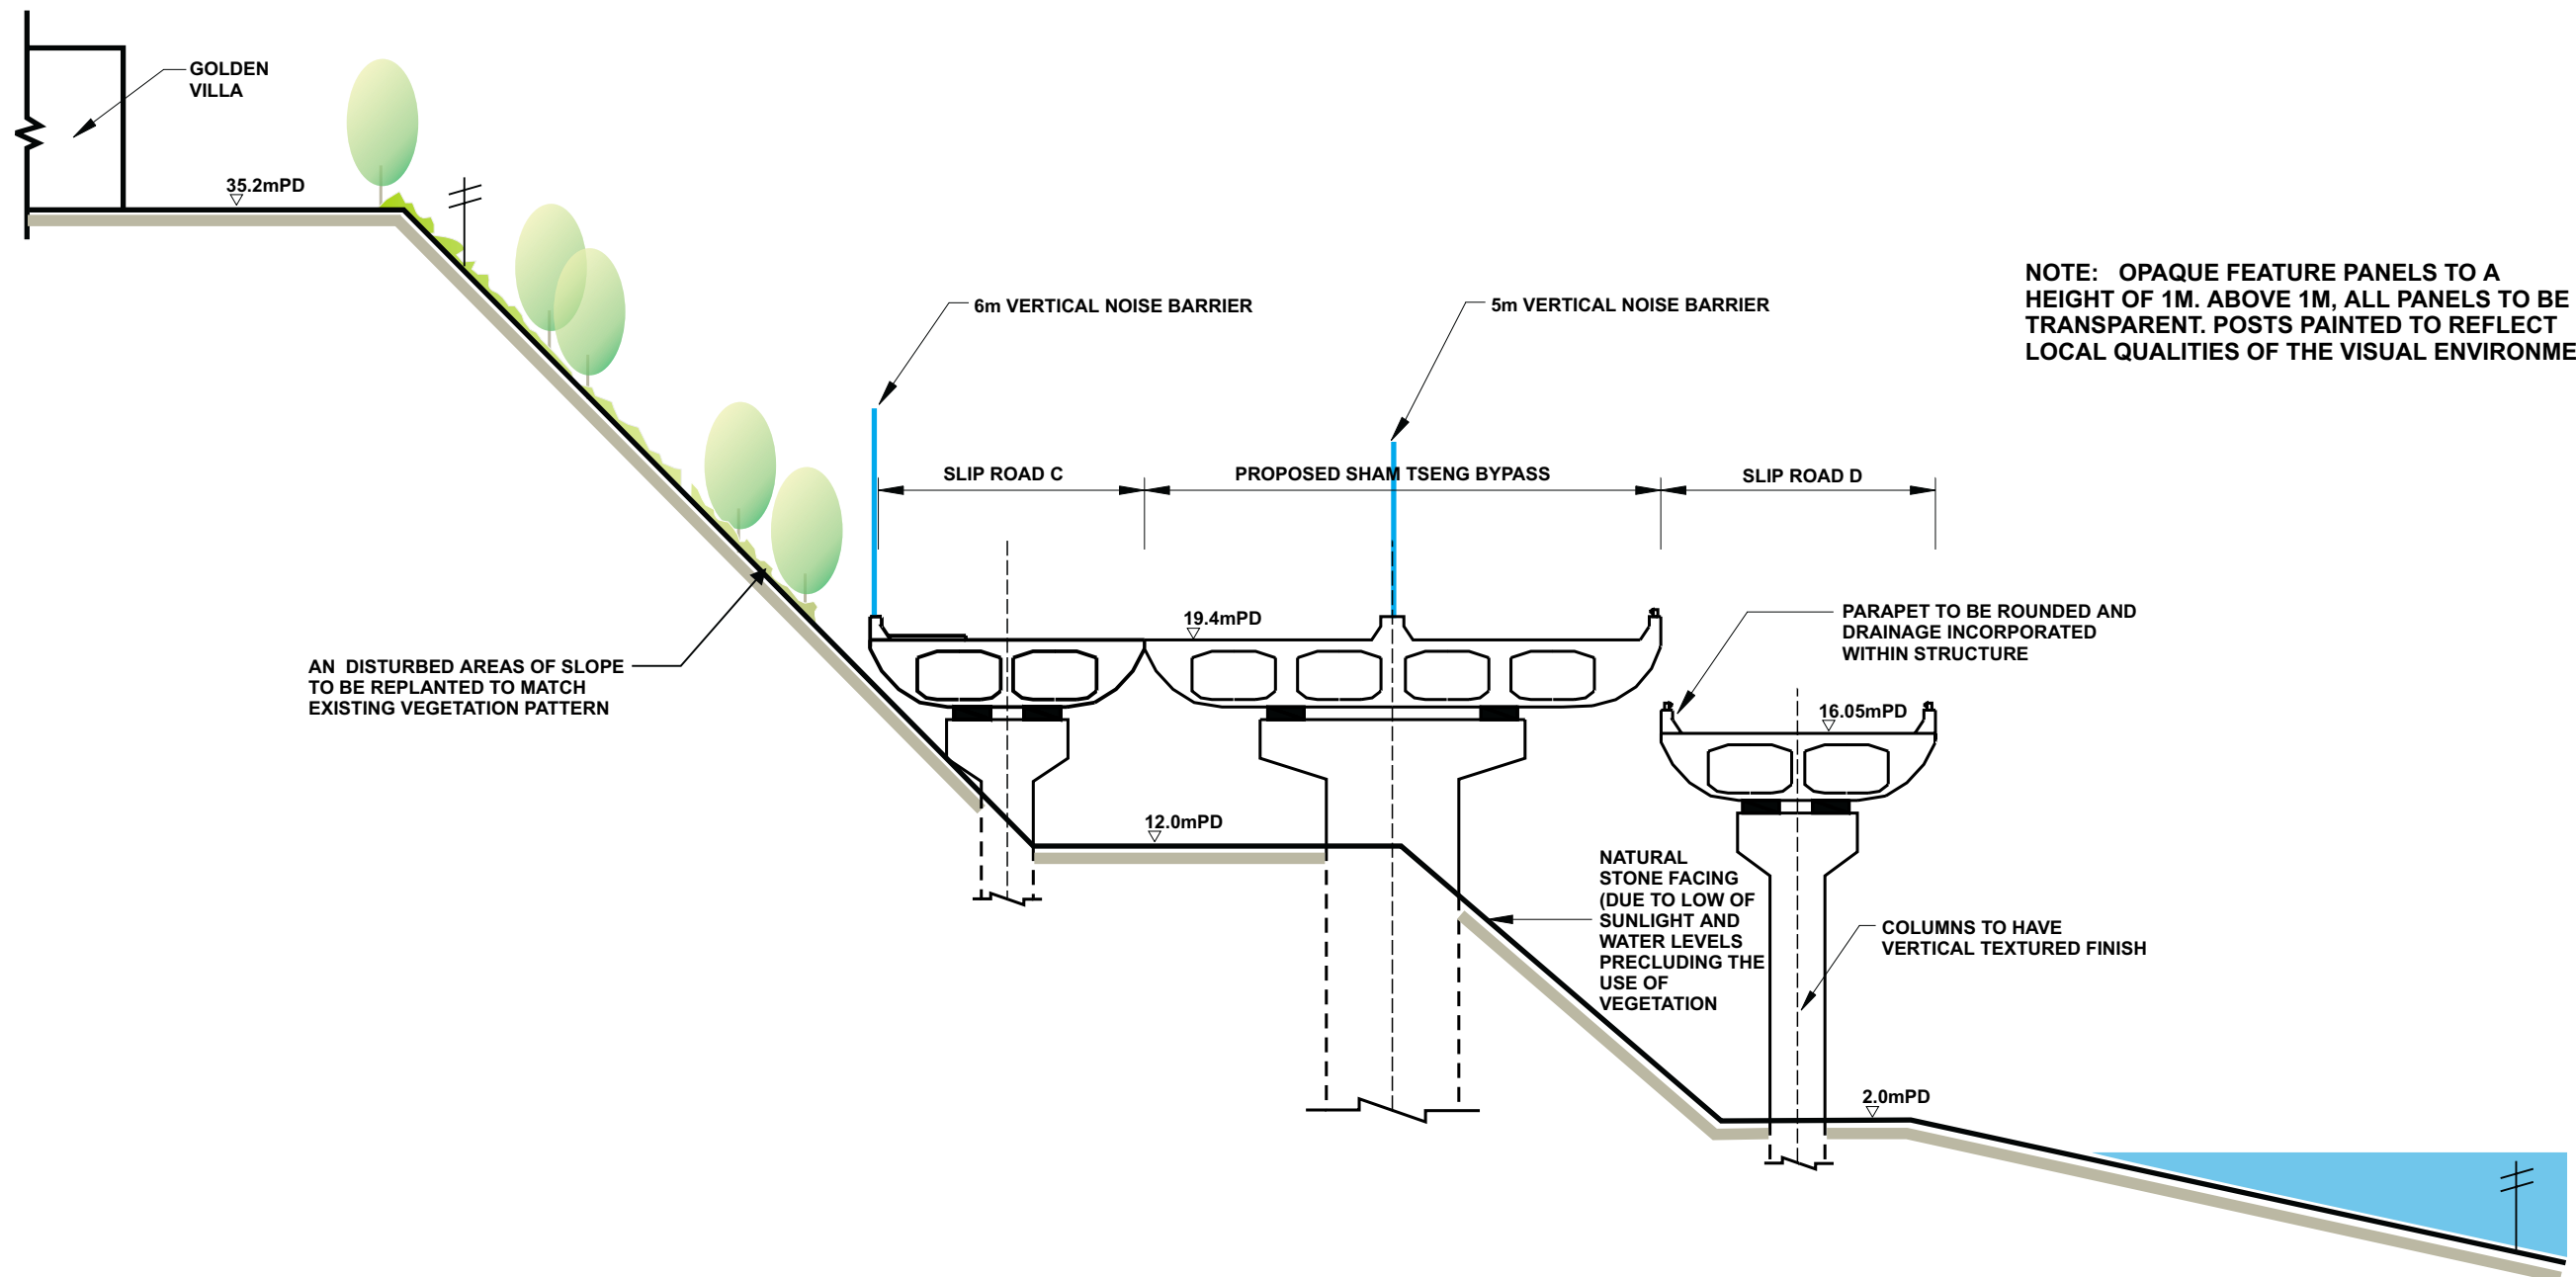 GOLDEN
VILLA
35.2mPD
NOTE: OPAQUE FEATURE PANELS TO A
HEIGHT OF 1M. ABOVE 1M, ALL PANELS TO BE
TRANSPARENT. POSTS PAINTED TO REFLECT
LOCAL QUALITIES OF THE VISUAL ENVIRONME
6m VERTICAL NOISE BARRIER
5m VERTICAL NOISE BARRIER
SLIP ROAD C
PROPOSED SHAM TSENG BYPASS
SLIP ROAD D
19.4mPD
PARAPET TO BE ROUNDED AND
DRAINAGE INCORPORATED
WITHIN STRUCTURE
AN DISTURBED AREAS OF SLOPE
TO BE REPLANTED TO MATCH
EXISTING VEGETATION PATTERN
16.05mPD
12.0mPD
NATURAL
STONE FACING
(DUE TO LOW OF
SUNLIGHT AND
WATER LEVELS
PRECLUDING THE
USE OF
VEGETATION
COLUMNS TO HAVE
VERTICAL TEXTURED FINISH
2.0mPD